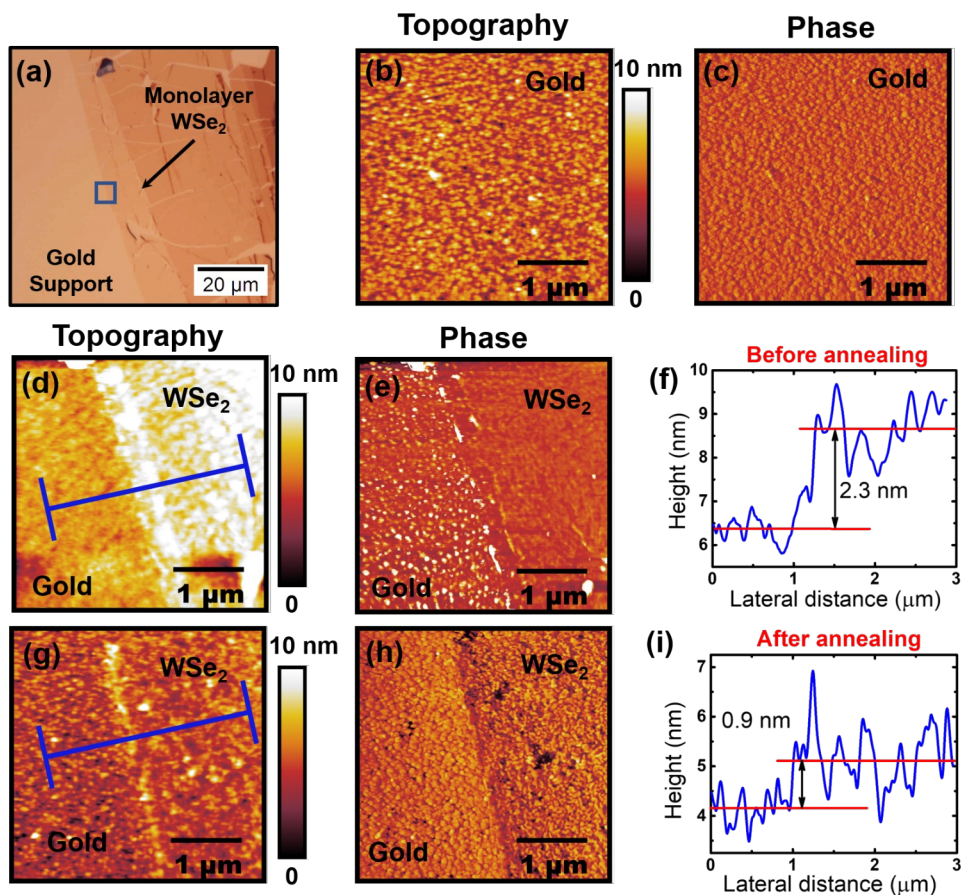 Topography
Phase
(a)
Monolayer
WSe₂
Gold
Support
20 μm
(b)
Gold
1 μm
10 nm
0
(c)
Gold
1 μm
Topography
Phase
(d)
WSe₂
Gold
1 μm
10 nm
0
(e)
WSe₂
Gold
1 μm
(f)
Before annealing
Height (nm)
10
9
8
7
6
2.3 nm
0 1 2 3
Lateral distance (μm)
(g)
WSe₂
Gold
1 μm
10 nm
0
(h)
WSe₂
Gold
1 μm
(i)
After annealing
Height (nm)
7
6
5
4
0.9 nm
0 1 2 3
Lateral distance (μm)